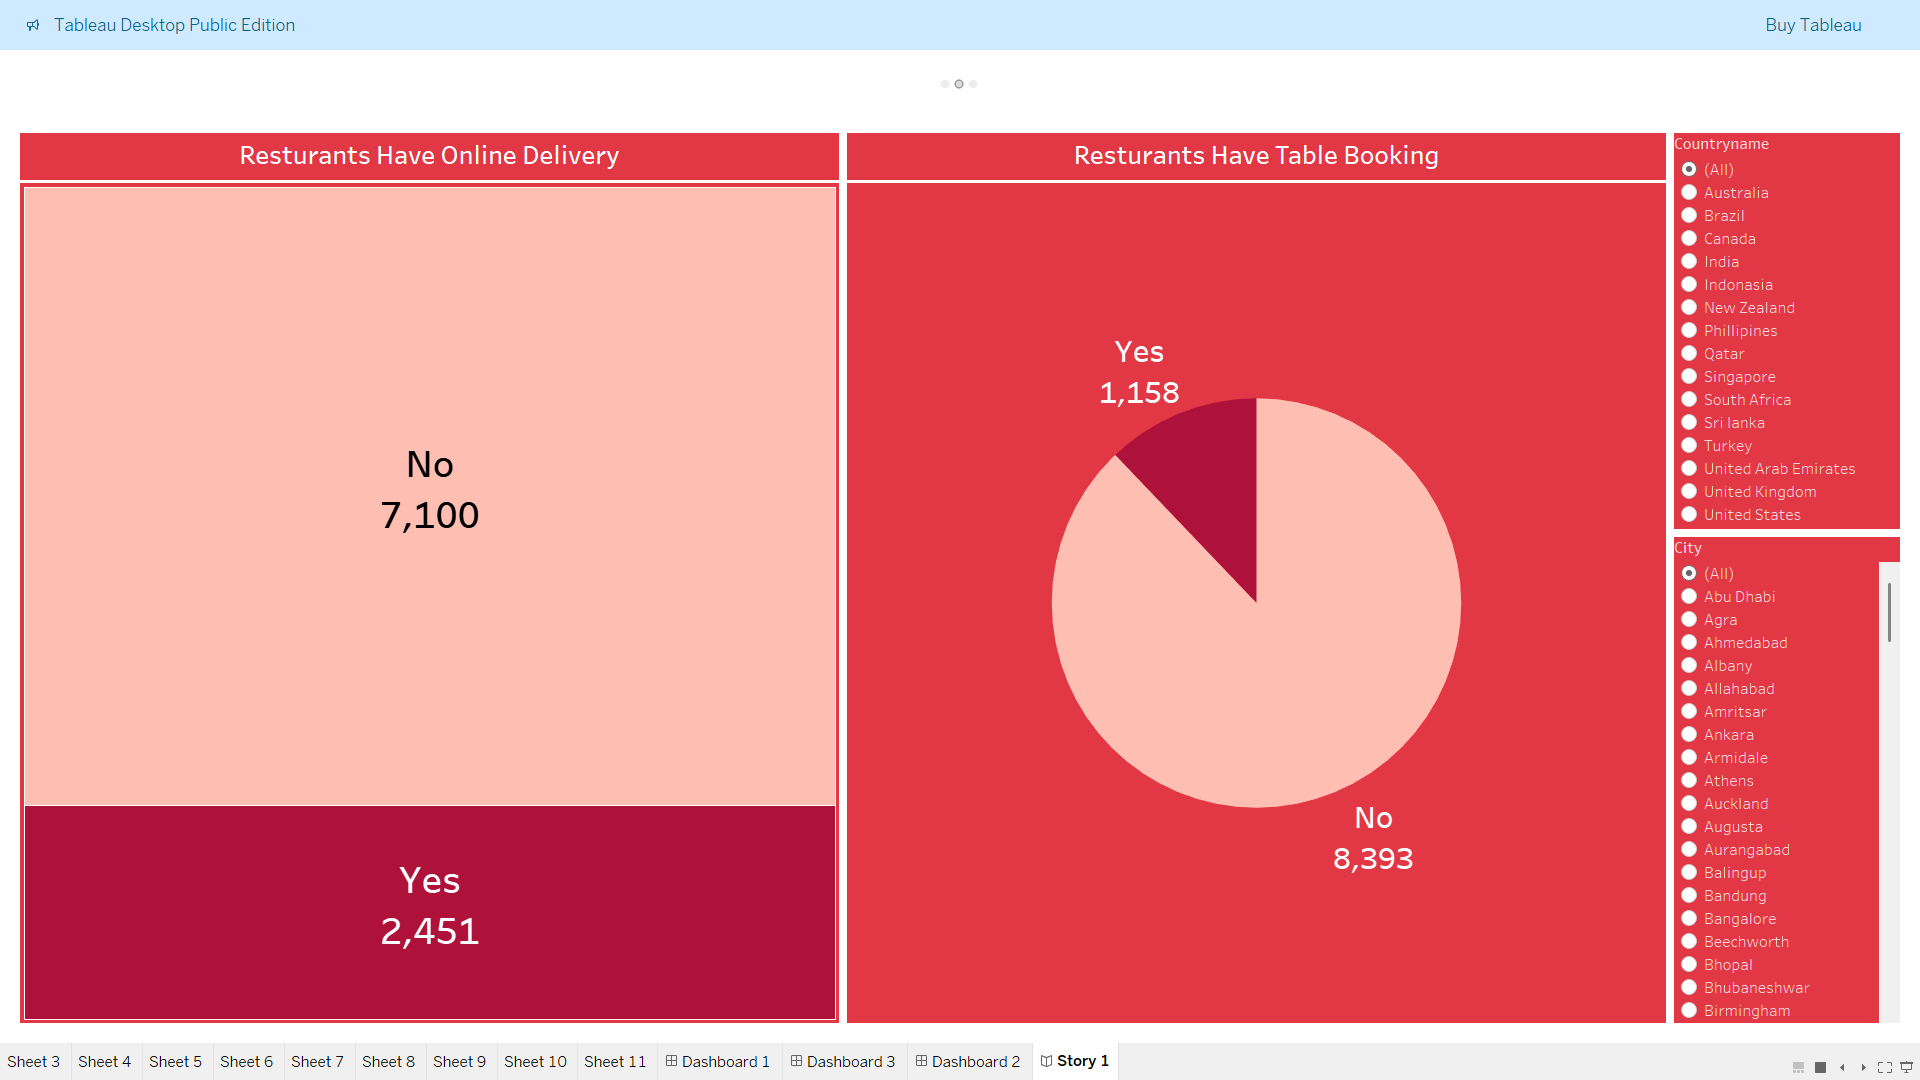 Tableau Desktop Public Edition
Buy Tableau
Resturants Have Online Delivery
No
7,100
Yes
2,451
Resturants Have Table Booking
Yes
1,158
No
8,393
Countryname
(All)
Australia
Brazil
Canada
India
Indonasia
New Zealand
Phillipines
Qatar
Singapore
South Africa
Sri lanka
Turkey
United Arab Emirates
United Kingdom
United States
City
(All)
Abu Dhabi
Agra
Ahmedabad
Albany
Allahabad
Amritsar
Ankara
Armidale
Athens
Auckland
Augusta
Aurangabad
Balingup
Bandung
Bangalore
Beechworth
Bhopal
Bhubaneshwar
Birmingham
Sheet 3 Sheet 4 Sheet 5 Sheet 6 Sheet 7 Sheet 8 Sheet 9 Sheet 10 Sheet 11 Dashboard 1 Dashboard 3 Dashboard 2 Story 1